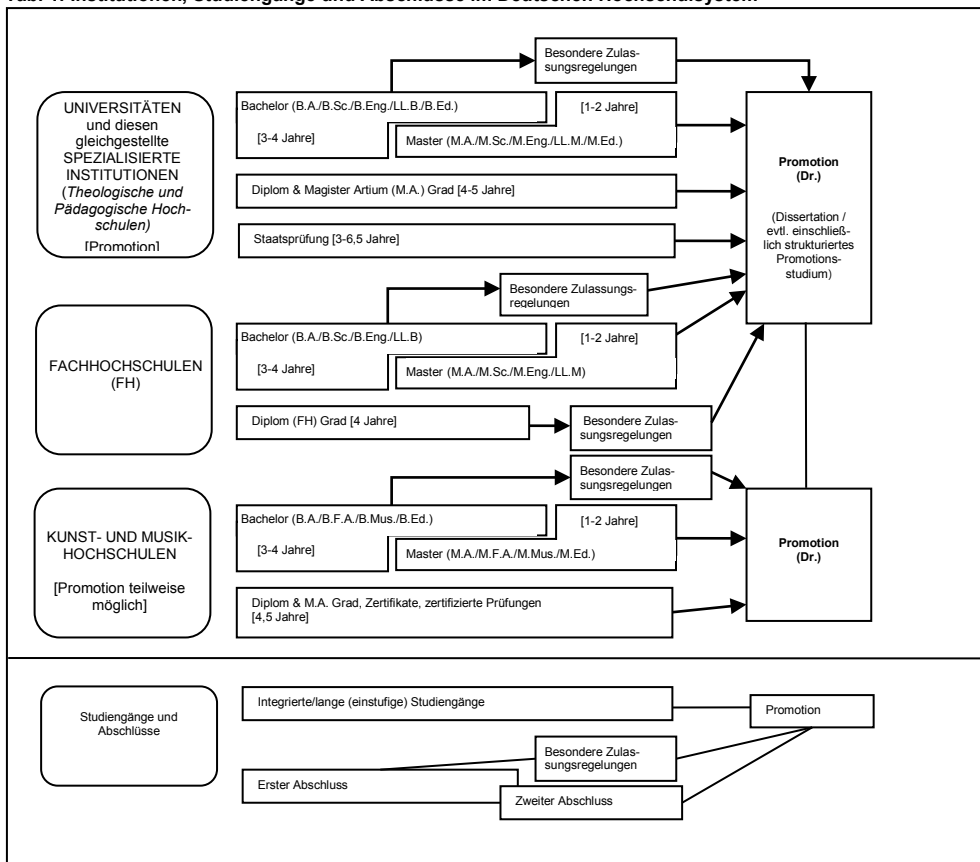 Tab. 1: Institutionen, Studiengänge und Abschlüsse im Deutschen Hochschulsystem
Besondere Zulas-
sungsregelungen
UNIVERSITÄTEN
und diesen
gleichgestellte
SPEZIALISIERTE
INSTITUTIONEN
(Theologische und
Pädagogische Hoch-
schulen)
[Promotion]
Bachelor (B.A./B.Sc./B.Eng./LL.B./B.Ed.)
[3-4 Jahre]
[1-2 Jahre]
Master (M.A./M.Sc./M.Eng./LL.M./M.Ed.)
Diplom & Magister Artium (M.A.) Grad [4-5 Jahre]
Staatsprüfung [3-6,5 Jahre]
Promotion
(Dr.)
(Dissertation /
evtl. einschließ-
lich strukturiertes
Promotions-
studium)
Besondere Zulassungs-
regelungen
FACHHOCHSCHULEN
(FH)
Bachelor (B.A./B.Sc./B.Eng./LL.B)
[3-4 Jahre]
[1-2 Jahre]
Master (M.A./M.Sc./M.Eng./LL.M)
Diplom (FH) Grad [4 Jahre]
Besondere Zulas-
sungsregelungen
Besondere Zulas-
sungsregelungen
KUNST- UND MUSIK-
HOCHSCHULEN
[Promotion teilweise
möglich]
Bachelor (B.A./B.F.A./B.Mus./B.Ed.)
[3-4 Jahre]
[1-2 Jahre]
Master (M.A./M.F.A./M.Mus./M.Ed.)
Diplom & M.A. Grad, Zertifikate, zertifizierte Prüfungen
[4,5 Jahre]
Promotion
(Dr.)
Studiengänge und
Abschlüsse
Integrierte/lange (einstufige) Studiengänge
Promotion
Besondere Zulas-
sungsregelungen
Erster Abschluss
Zweiter Abschluss